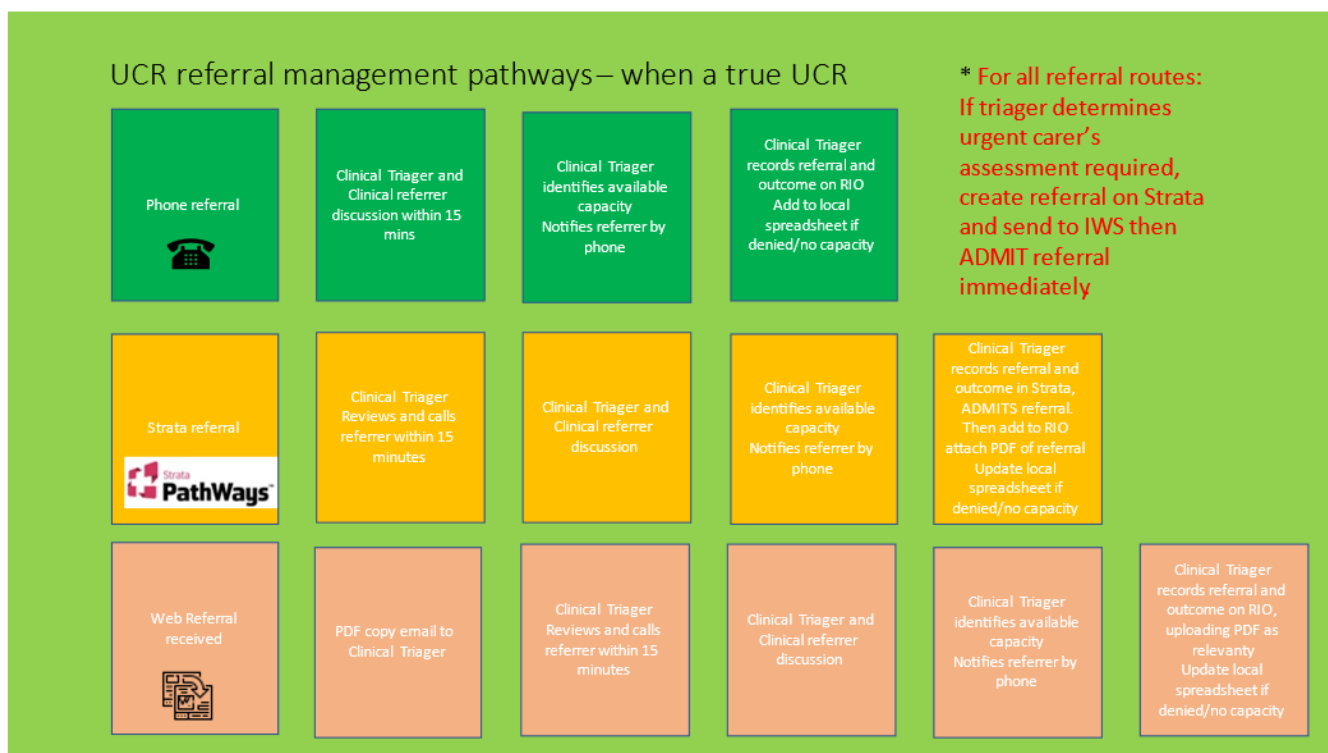 UCR referral management pathways – when a true UCR
* For all referral routes:
If triager determines
urgent carer's
assessment required,
create referral on Strata
and send to IWS then
ADMIT referral
immediately.
Phone referral
Clinical Triager and
Clinical referrer
discussion within 15
mins
Clinical Triager
identifies available
capacity
Notifies referrer by
phone
Clinical Triager
records referral and
outcome on RIO
Add to local
spreadsheet if
denied/no capacity
Strata referral
Strata
PathWays™
Clinical Triager
Reviews and calls
referrer within 15
minutes
Clinical Triager and
Clinical referrer
discussion
Clinical Triager
identifies available
capacity
Notifies referrer by
phone
Clinical Triager
records referral and
outcome in Strata,
ADMITS referral.
Then add to RIO
attach PDF of referral
Update local
spreadsheet if
denied/no capacity
Web Referral
received
PDF copy email to
Clinical Triager
Clinical Triager
Reviews and calls
referrer within 15
minutes
Clinical Triager and
Clinical referrer
discussion
Clinical Triager
identifies available
capacity
Notifies referrer by
phone
Clinical Triager
records referral and
outcome on RIO,
uploading PDF as
relevanty
Update local
spreadsheet if
denied/no capacity